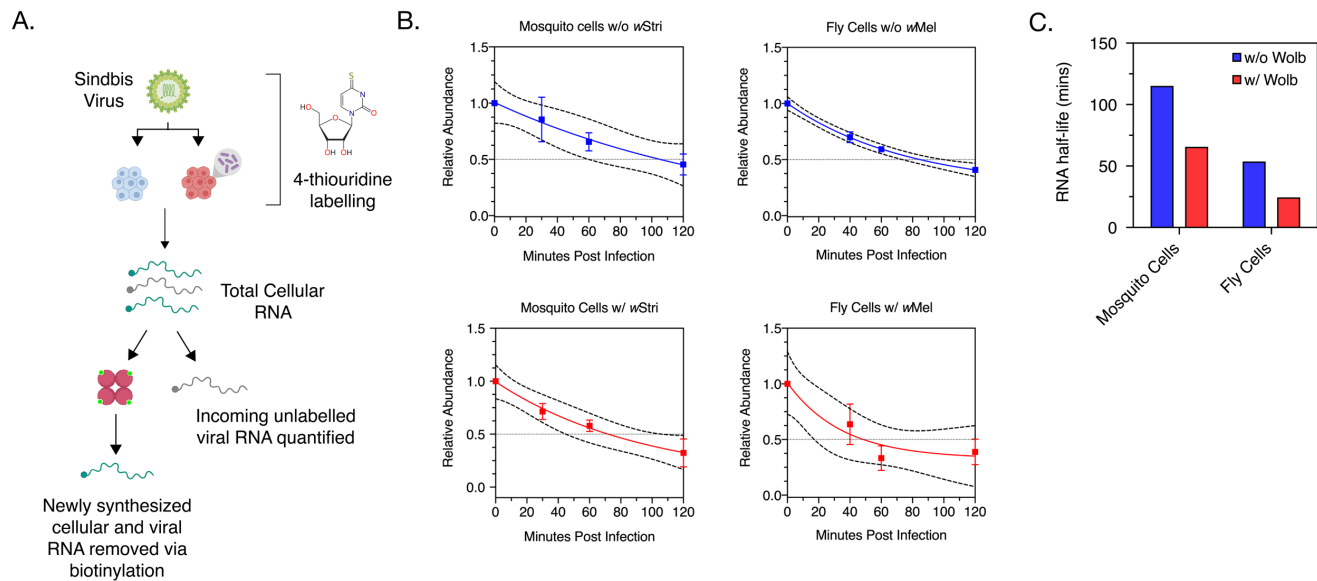 A.
Sindbis
Virus
S
N
N
O
O
HO
OH
OH
H
4-thiouridine
labelling
Total Cellular
RNA
Incoming unlabelled
viral RNA quantified
Newly synthesized
cellular and viral
RNA removed via
biotinylation
B.
Mosquito cells w/o wStri
Relative Abundance
1.5
1.0
0.5
0.0
0 20 40 60 80 100 120
Minutes Post Infection
Fly Cells w/o wMel
Relative Abundance
1.5
1.0
0.5
0.0
0 20 40 60 80 100 120
Minutes Post Infection
Mosquito Cells w/ wStri
Relative Abundance
1.5
1.0
0.5
0.0
0 20 40 60 80 100 120
Minutes Post Infection
Fly Cells w/ wMel
Relative Abundance
1.5
1.0
0.5
0.0
0 20 40 60 80 100 120
Minutes Post Infection
C.
RNA half-life (mins)
150
100
50
0
w/o Wolb
w/ Wolb
Mosquito Cells
Fly Cells